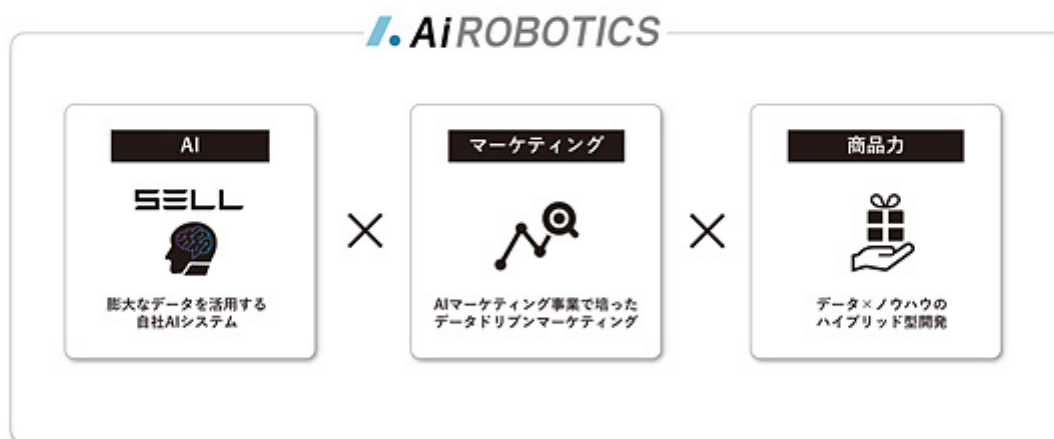 AiROBOTICS
AI
SELL
膨大なデータを活用する
自社AIシステム
×
マーケティング
AIマーケティング事業で培った
データドリブンマーケティング
×
商品力
データ×ノウハウの
ハイブリッド型開発